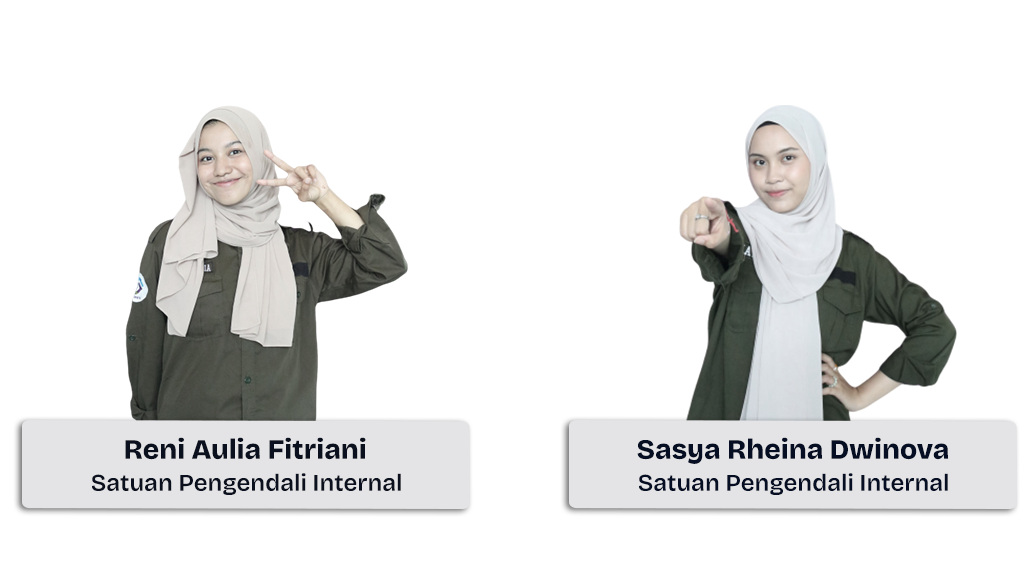 Reni Aulia Fitriani
Satuan Pengendali Internal
Sasya Rheina Dwinova
Satuan Pengendali Internal